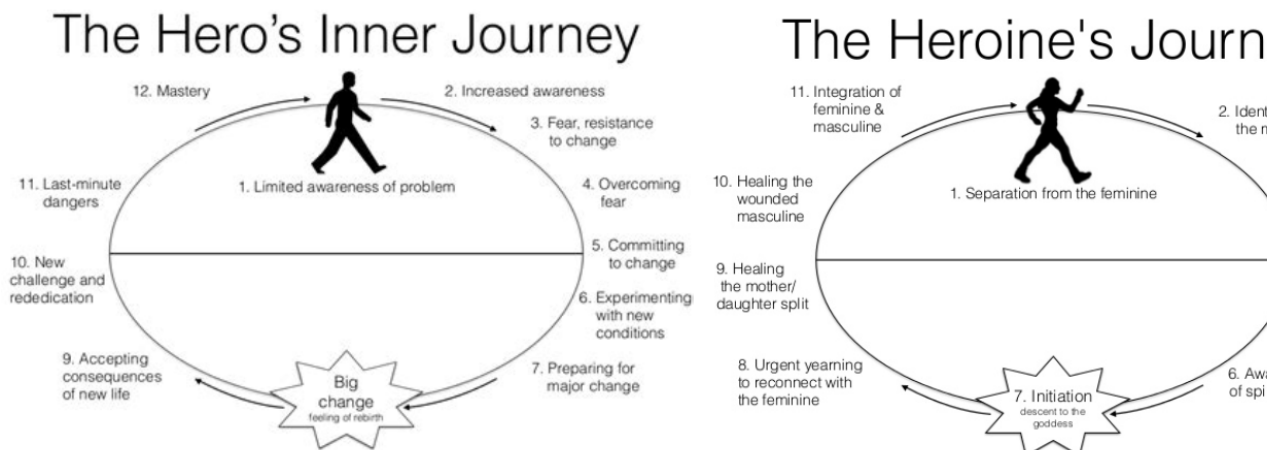 The Hero's Inner Journey
12. Mastery
2. Increased awareness
3. Fear, resistance
to change
1. Limited awareness of problem
4. Overcoming
fear
11. Last-minute
dangers
5. Committing
to change
10. New
challenge and
rededication
6. Experimenting
with new
conditions
9. Accepting
consequences
of new life
7. Preparing for
major change
Big
change
feeling of rebirth
The Heroine's Journ
11. Integration of
feminine &
masculine
2. Ident
the m
1. Separation from the feminine
10. Healing the
wounded
masculine
9. Healing
the mother/
daughter split
8. Urgent yearning
to reconnect with
the feminine
7. Initiation
descent to the
goddess
6. Awa
of spi